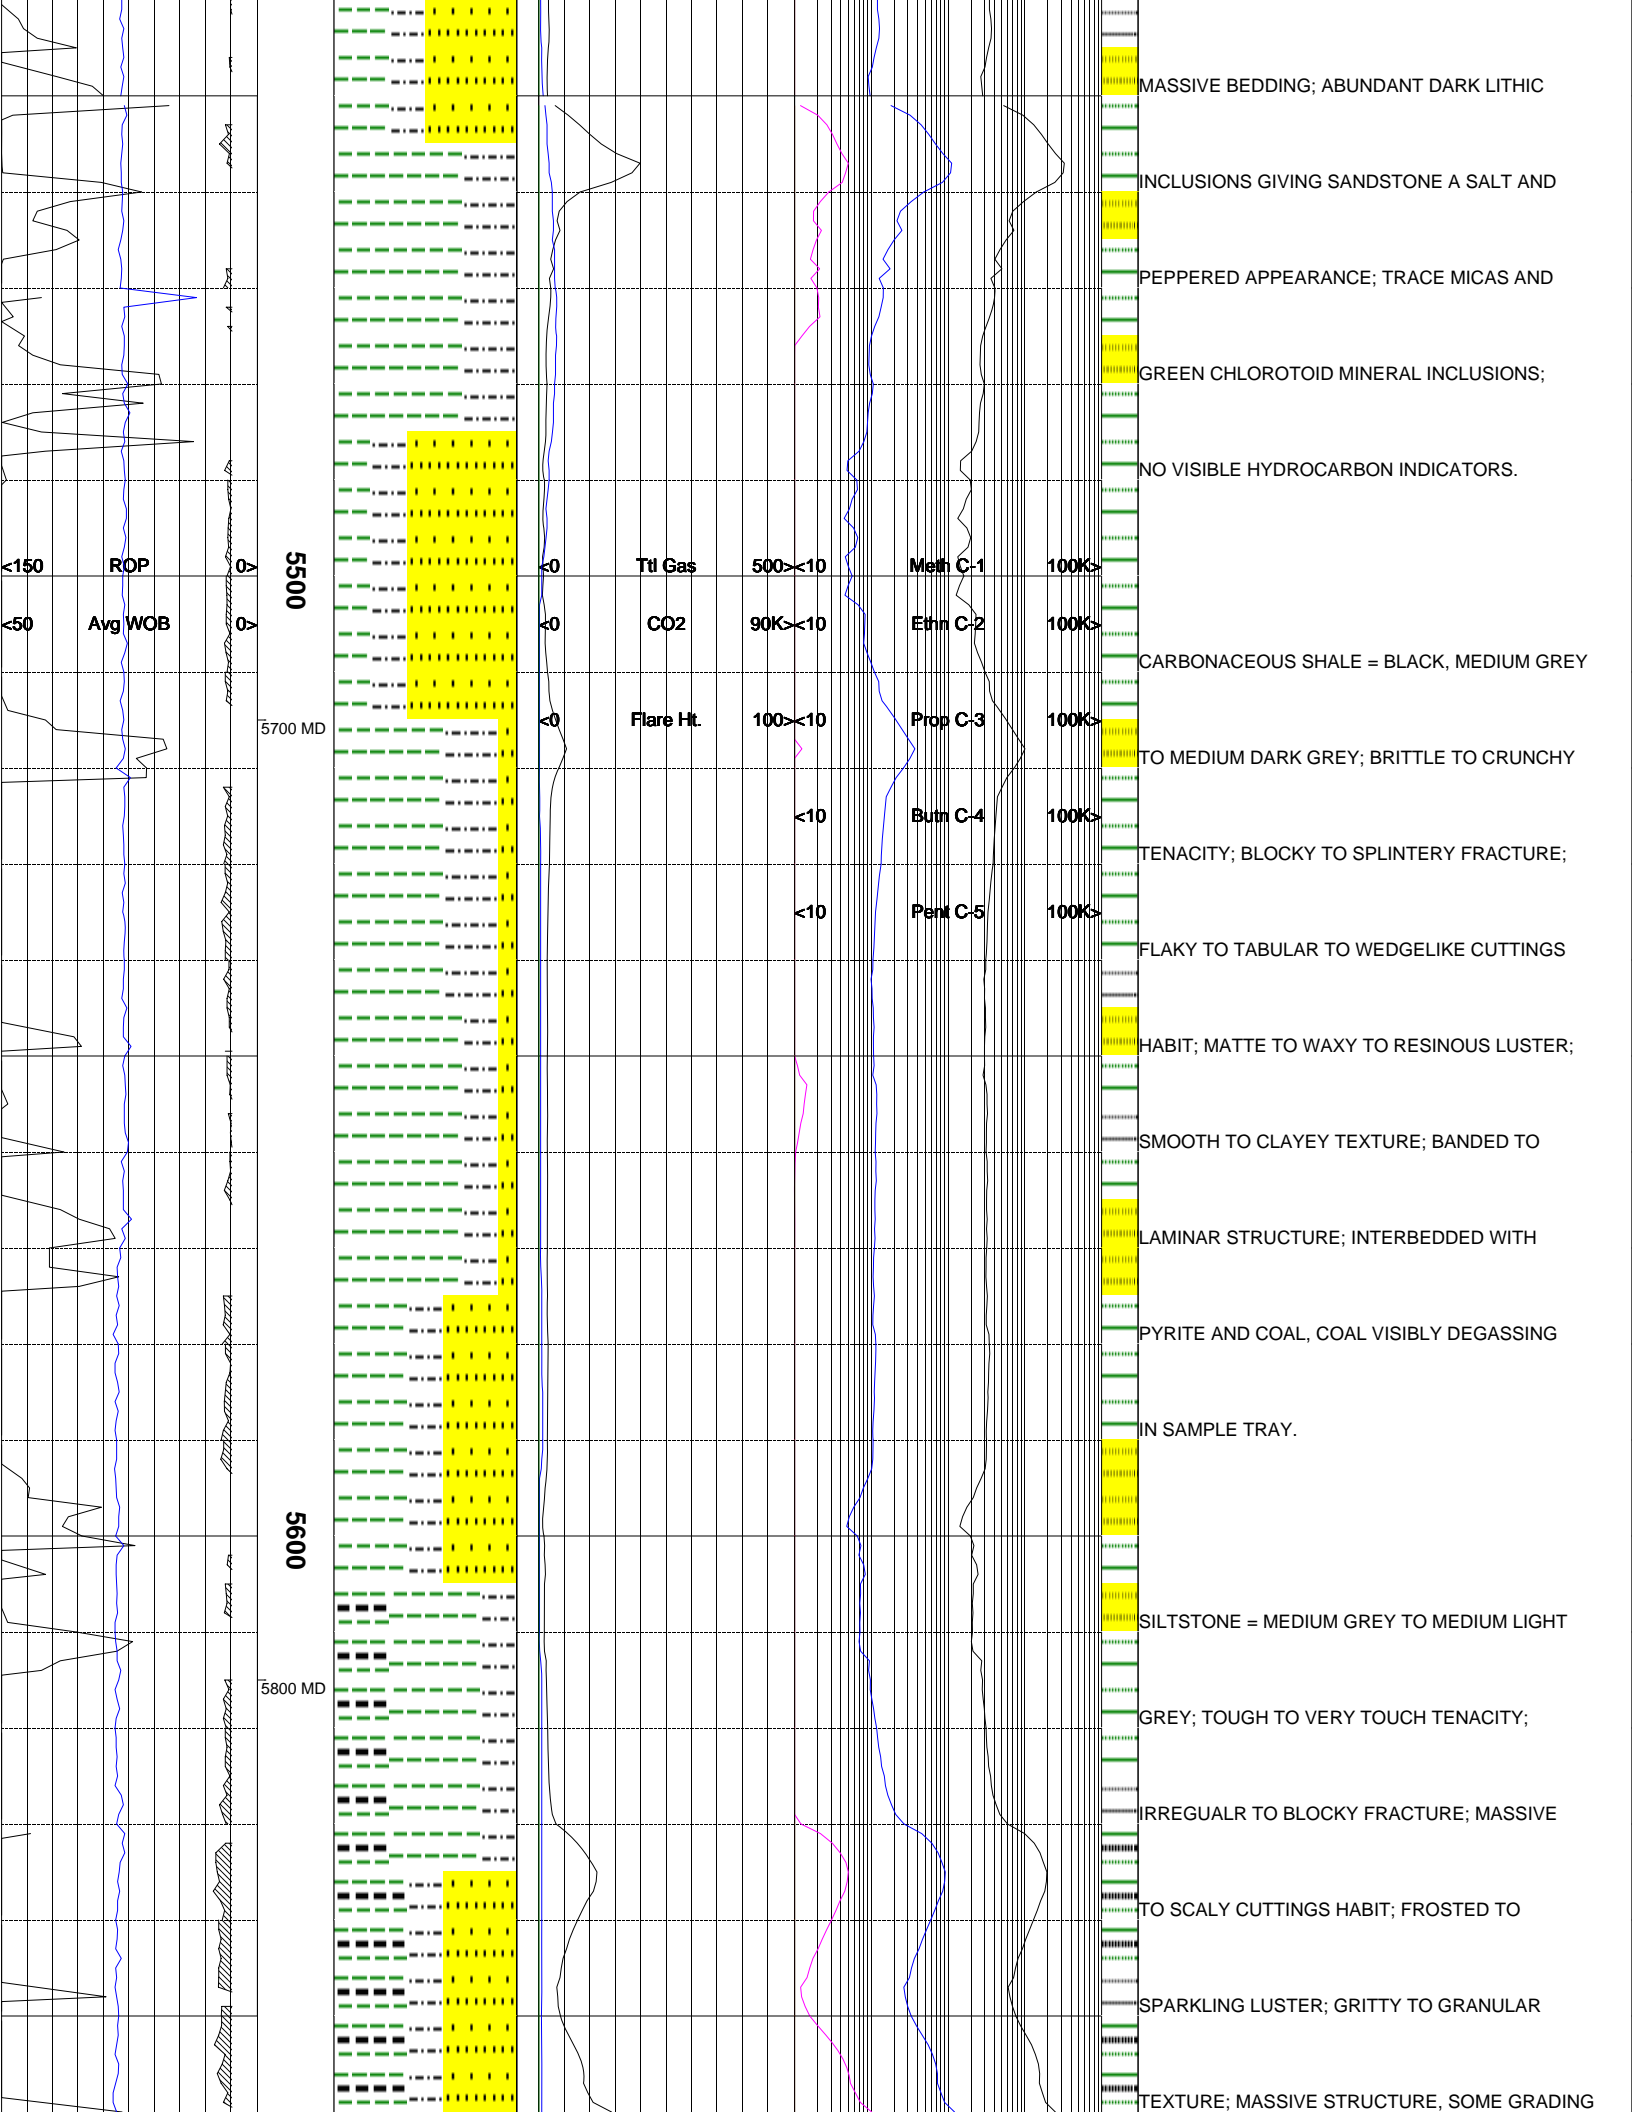 MASSIVE BEDDING; ABUNDANT DARK LITHIC
INCLUSIONS GIVING SANDSTONE A SALT AND
PEPPERED APPEARANCE; TRACE MICAS AND
GREEN CHLOROTOID MINERAL INCLUSIONS;
NO VISIBLE HYDROCARBON INDICATORS.
<150 ROP 0> 5500 <0 Ttl Gas 500> <10 Meth C-1 100K>
<50 Avg WOB 0> <0 CO2 90K> <10 Ethn C-2 100K>
CARBONACEOUS SHALE = BLACK, MEDIUM GREY
5700 MD <0 Flare Ht. 100> <10 Prop C-3 100K>
TO MEDIUM DARK GREY; BRITTLE TO CRUNCHY
<10 Butn C-4 100K>
TENACITY; BLOCKY TO SPLINTERY FRACTURE;
<10 Pent C-5 100K>
FLAKY TO TABULAR TO WEDGELIKE CUTTINGS
HABIT; MATTE TO WAXY TO RESINOUS LUSTER;
SMOOTH TO CLAYEY TEXTURE; BANDED TO
LAMINAR STRUCTURE; INTERBEDDED WITH
PYRITE AND COAL, COAL VISIBLY DEGASSING
IN SAMPLE TRAY.
5600
SILTSTONE = MEDIUM GREY TO MEDIUM LIGHT
5800 MD
GREY; TOUGH TO VERY TOUCH TENACITY;
IRREGUALR TO BLOCKY FRACTURE; MASSIVE
TO SCALY CUTTINGS HABIT; FROSTED TO
SPARKLING LUSTER; GRITTY TO GRANULAR
TEXTURE; MASSIVE STRUCTURE, SOME GRADING